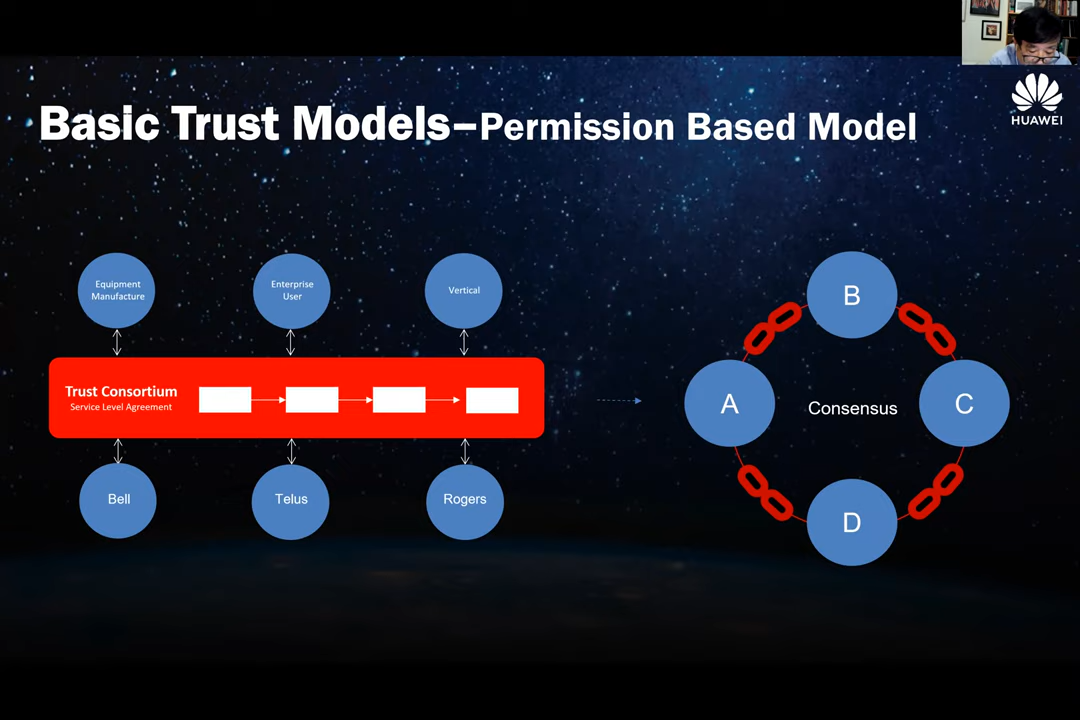 Basic Trust Models–Permission Based Model
HUAWEI
Equipment
Manufacture
Enterprise
User
Vertical
Trust Consortium
Service Level Agreement
Bell
Telus
Rogers
B
A
Consensus
C
D